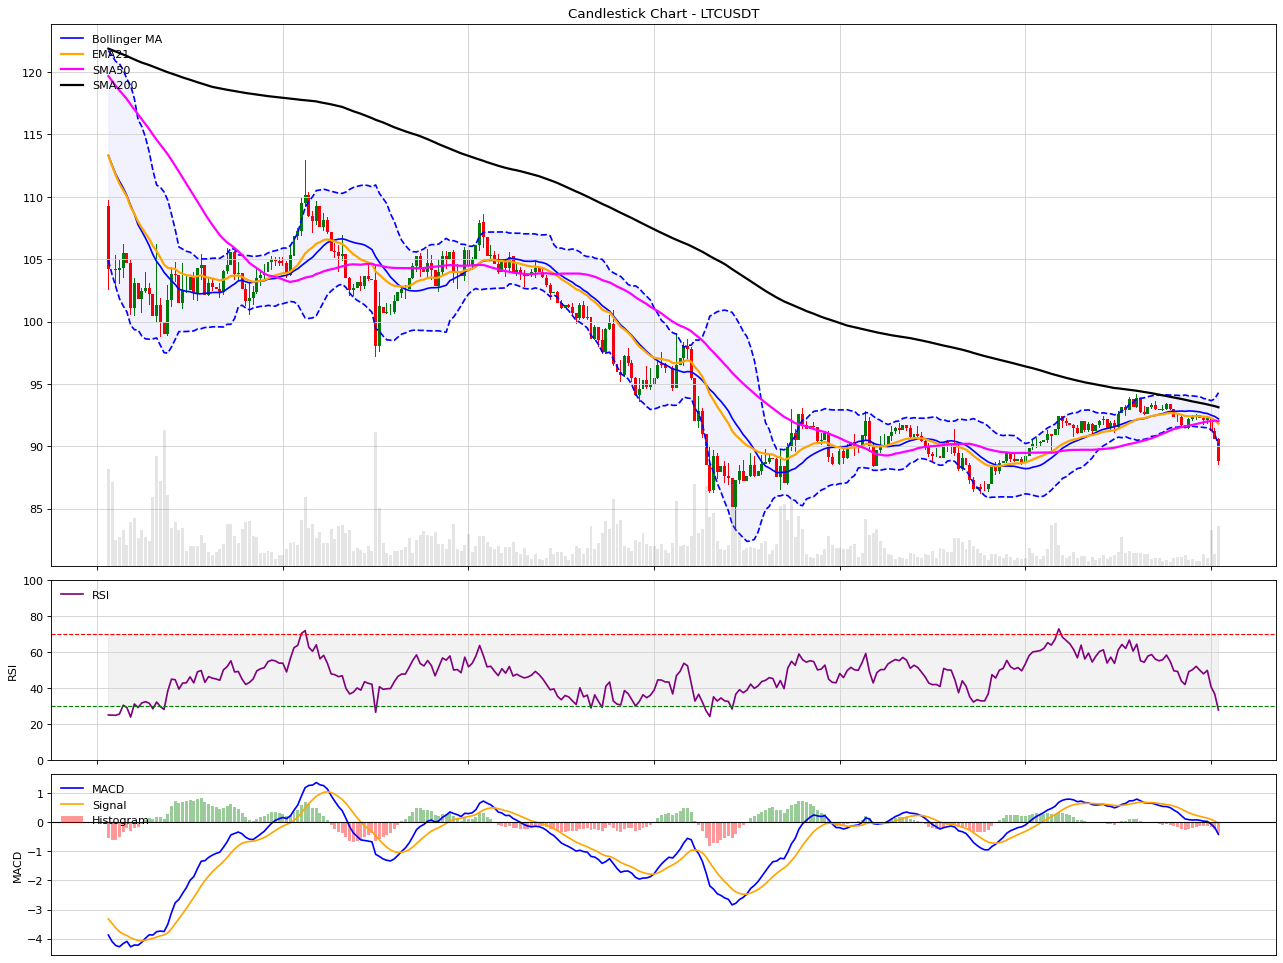 Candlestick Chart - LTCUSDT
Bollinger MA
EMA21
SMA50
SMA200
120
115
110
105
100
95
90
85
RSI
100
80
60
40
20
0
RSI
MACD
Signal
Histogram
1
0
−1
−2
−3
−4
MACD